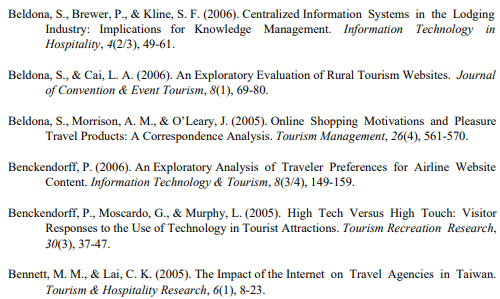 Beldona, S., Brewer, P., & Kline, S. F. (2006). Centralized Information Systems in the Lodging
Industry: Implications for Knowledge Management. Information Technology in
Hospitality, 4(2/3), 49-61.
Beldona, S., & Cai, L. A. (2006). An Exploratory Evaluation of Rural Tourism Websites. Journal
of Convention & Event Tourism, 8(1), 69-80.
Beldona, S., Morrison, A. M., & O'Leary, J. (2005). Online Shopping Motivations and Pleasure
Travel Products: A Correspondence Analysis. Tourism Management, 26(4), 561-570.
Benckendorff, P. (2006). An Exploratory Analysis of Traveler Preferences for Airline Website
Content. Information Technology & Tourism, 8(3/4), 149-159.
Benckendorff, P., Moscardo, G., & Murphy, L. (2005). High Tech Versus High Touch: Visitor
Responses to the Use of Technology in Tourist Attractions. Tourism Recreation Research,
30(3), 37-47.
Bennett, M. M., & Lai, C. K. (2005). The Impact of the Internet on Travel Agencies in Taiwan.
Tourism & Hospitality Research, 6(1), 8-23.